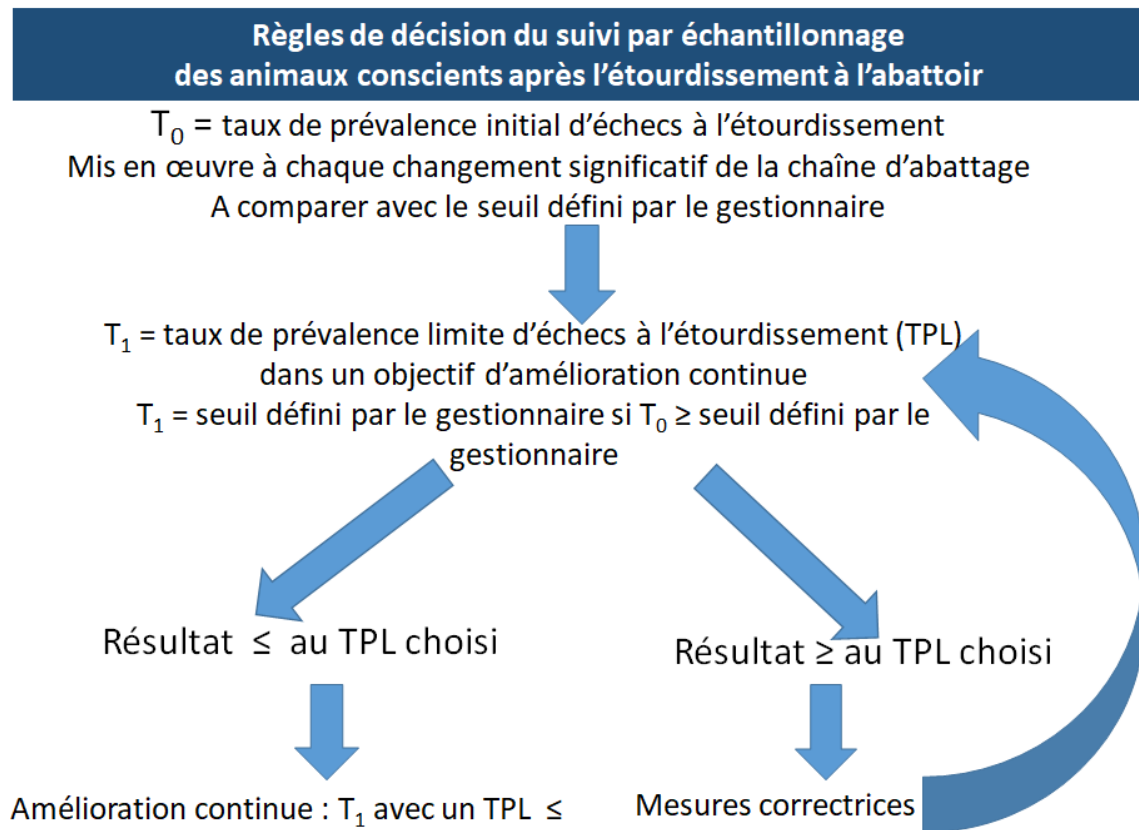 Règles de décision du suivi par échantillonnage
des animaux conscients après l’étourdissement à l’abattoir
T₀ = taux de prévalence initial d’échecs à l’étourdissement
Mis en œuvre à chaque changement significatif de la chaîne d’abattage
A comparer avec le seuil défini par le gestionnaire
T₁ = taux de prévalence limite d’échecs à l’étourdissement (TPL)
dans un objectif d’amélioration continue
T₁ = seuil défini par le gestionnaire si T₀ ≥ seuil défini par le
gestionnaire
Résultat ≤ au TPL choisi
Résultat ≥ au TPL choisi
Amélioration continue : T₁ avec un TPL ≤
Mesures correctrices